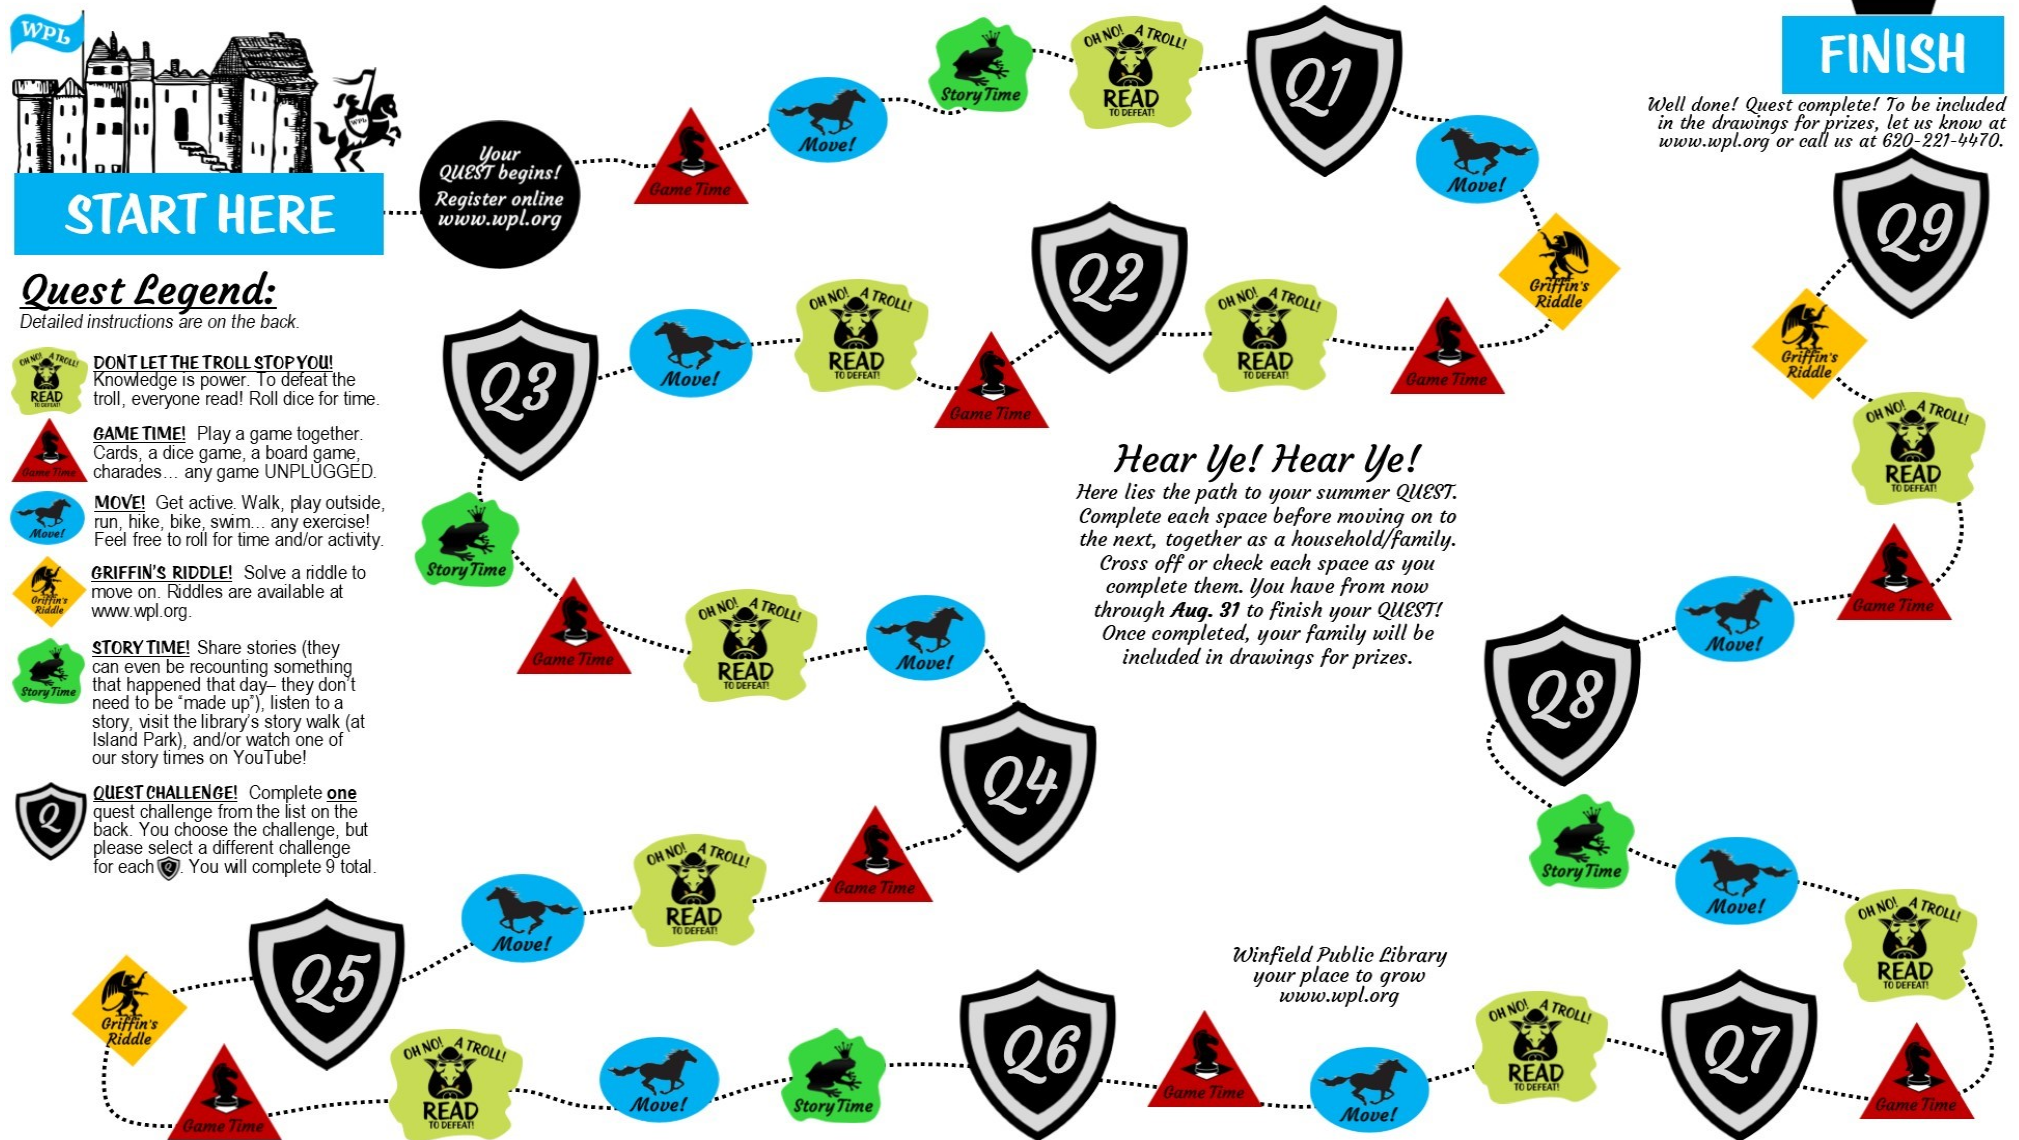 WPL
WPL
START HERE
Your
QUEST begins!
Register online
www.wpl.org
Game Time
Move!
Story Time
OH NO! A TROLL!
READ
TO DEFEAT!
Q1
Move!
Griffin's
Riddle
Game Time
OH NO! A TROLL!
READ
TO DEFEAT!
Q2
Game Time
OH NO! A TROLL!
READ
TO DEFEAT!
Move!
Q3
Story Time
Game Time
OH NO! A TROLL!
READ
TO DEFEAT!
Move!
Q4
Game Time
OH NO! A TROLL!
READ
TO DEFEAT!
Move!
Q5
Griffin's
Riddle
Game Time
OH NO! A TROLL!
READ
TO DEFEAT!
Move!
Story Time
Q6
Game Time
Move!
OH NO! A TROLL!
READ
TO DEFEAT!
Q7
Game Time
OH NO! A TROLL!
READ
TO DEFEAT!
Move!
Story Time
Q8
Move!
Game Time
OH NO! A TROLL!
READ
TO DEFEAT!
Griffin's
Riddle
Q9
FINISH
Well done! Quest complete! To be included
in the drawings for prizes, let us know at
www.wpl.org or call us at 620-221-4470.
Quest Legend:
Detailed instructions are on the back.
OH NO! A TROLL!
READ
TO DEFEAT!
DONT LET THE TROLL STOP YOU!
Knowledge is power. To defeat the
troll, everyone read! Roll dice for time.
Game Time
GAME TIME! Play a game together.
Cards, a dice game, a board game,
charades... any game UNPLUGGED.
Move!
MOVE! Get active. Walk, play outside,
run, hike, bike, swim... any exercise!
Feel free to roll for time and/or activity.
Griffin's
Riddle
GRIFFIN'S RIDDLE! Solve a riddle to
move on. Riddles are available at
www.wpl.org.
Story Time
STORY TIME! Share stories (they
can even be recounting something
that happened that day– they don't
need to be “made up”), listen to a
story, visit the library's story walk (at
Island Park), and/or watch one of
our story times on YouTube!
Q
QUEST CHALLENGE! Complete one
quest challenge from the list on the
back. You choose the challenge, but
please select a different challenge
for each Q. You will complete 9 total.
Hear Ye! Hear Ye!
Here lies the path to your summer QUEST.
Complete each space before moving on to
the next, together as a household/family.
Cross off or check each space as you
complete them. You have from now
through Aug. 31 to finish your QUEST!
Once completed, your family will be
included in drawings for prizes.
Winfield Public Library
your place to grow
www.wpl.org